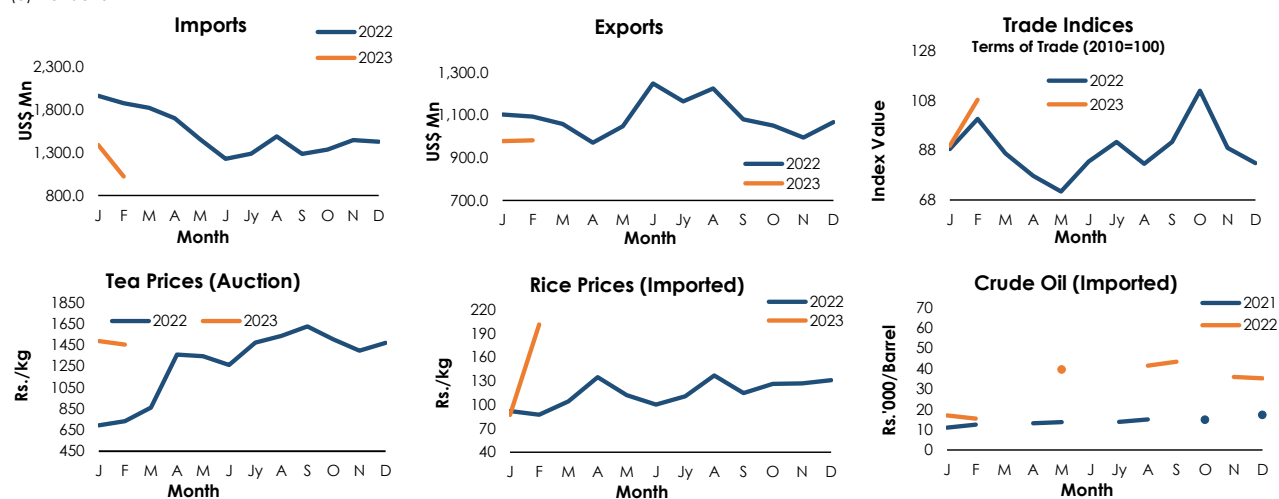 Imports
2022
2023
US$ Mn
2,300.0
1,800.0
1,300.0
800.0
J F M A M J Jy A S O N D
Month
Exports
US$ Mn
1,300.0
1,100.0
900.0
700.0
2022
2023
J F M A M J Jy A S O N D
Month
Trade Indices
Terms of Trade (2010=100)
2022
2023
Index Value
128
108
88
68
J F M A M J Jy A S O N D
Month
Tea Prices (Auction)
2022 2023
Rs./kg
1850
1650
1450
1250
1050
850
650
450
J F M A M J Jy A S O N D
Month
Rice Prices (Imported)
2022
2023
Rs./kg
220
190
160
130
100
70
40
J F M A M J Jy A S O N D
Month
Crude Oil (Imported)
2021
2022
Rs.'000/Barrel
70
60
50
40
30
20
10
0
J F M A M J Jy A S O N D
Month